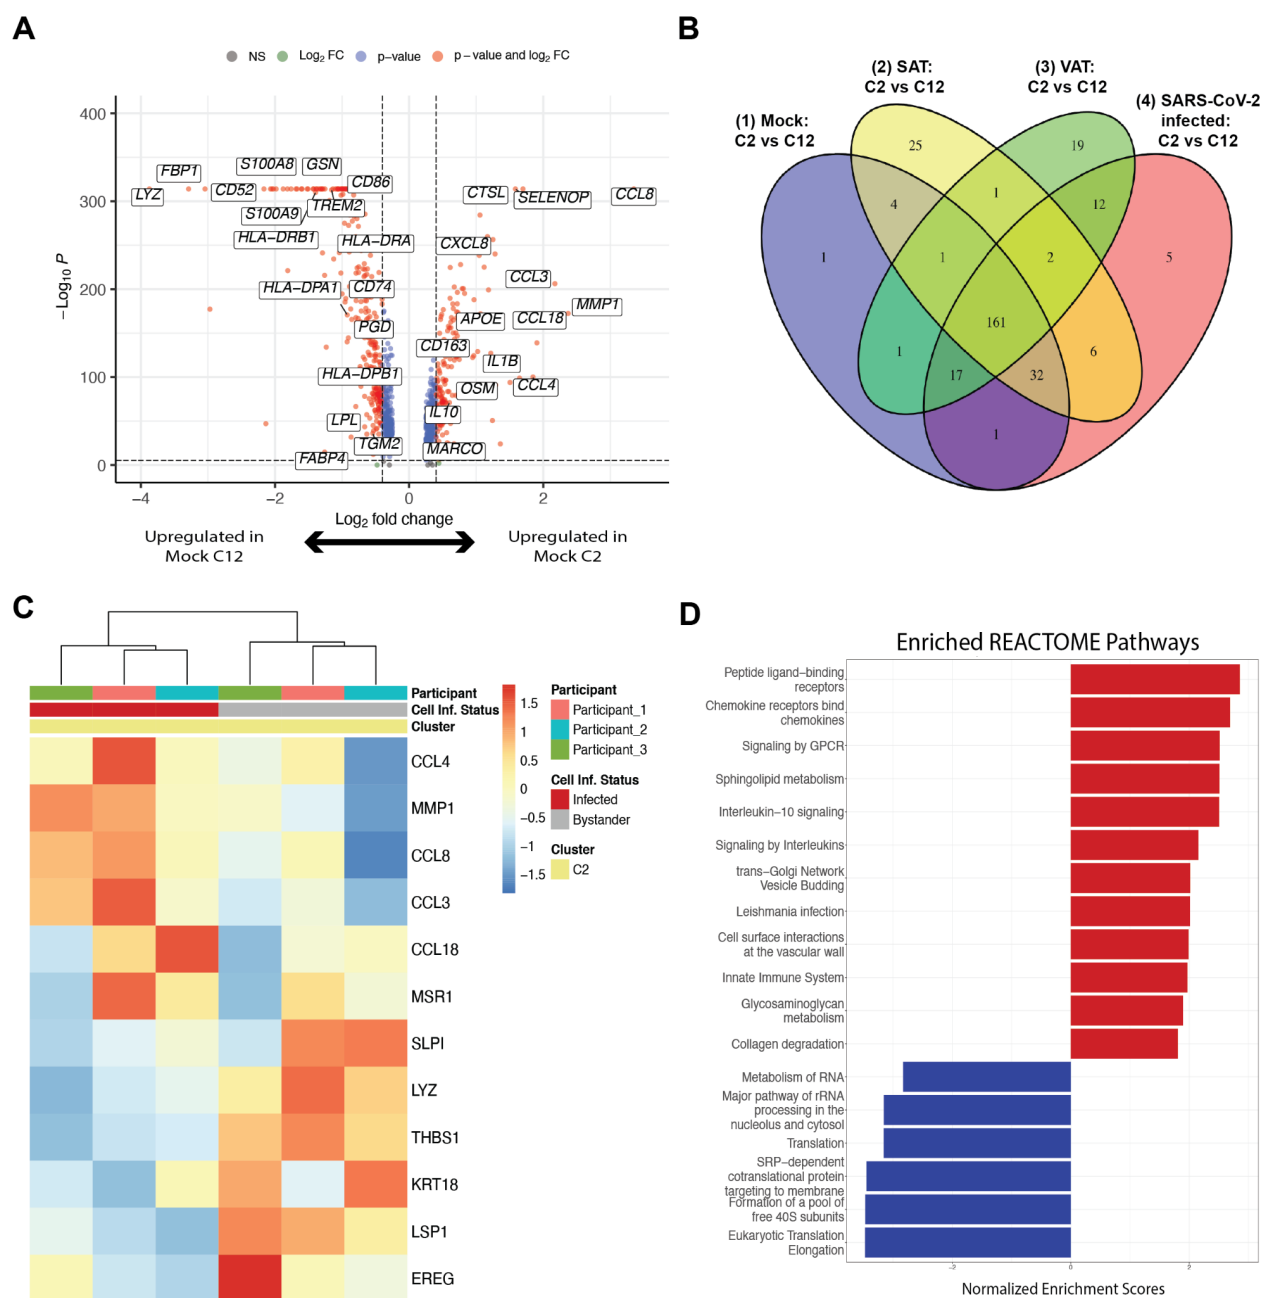 A
NS
Log2 FC
p−value
p − value and log2 FC
400
300
200
100
0
−Log10 P
−4
−2
0
2
Log2 fold change
Upregulated in
Mock C12
Upregulated in
Mock C2
FBP1
S100A8
GSN
LYZ
CD52
CD86
S100A9
TREM2
HLA−DRB1
HLA−DRA
HLA−DPA1
CD74
PGD
HLA−DPB1
LPL
TGM2
FABP4
CTSL
SELENOP
CCL8
CXCL8
CCL3
MMP1
APOE
CCL18
CD163
IL1B
OSM
CCL4
IL10
MARCO
B
(1) Mock:
C2 vs C12
(2) SAT:
C2 vs C12
(3) VAT:
C2 vs C12
(4) SARS-CoV-2
infected:
C2 vs C12
25
19
1
4
12
1
1
2
5
161
1
6
17
32
1
C
Participant
Cell Inf. Status
Cluster
CCL4
MMP1
CCL8
CCL3
CCL18
MSR1
SLPI
LYZ
THBS1
KRT18
LSP1
EREG
1.5
1
0.5
0
−0.5
−1
−1.5
Participant
Participant_1
Participant_2
Participant_3
Cell Inf. Status
Infected
Bystander
Cluster
C2
D
Enriched REACTOME Pathways
Peptide ligand−binding
receptors
Chemokine receptors bind
chemokines
Signaling by GPCR
Sphingolipid metabolism
Interleukin−10 signaling
Signaling by Interleukins
trans−Golgi Network
Vesicle Budding
Leishmania infection
Cell surface interactions
at the vascular wall
Innate Immune System
Glycosaminoglycan
metabolism
Collagen degradation
Metabolism of RNA
Major pathway of rRNA
processing in the
nucleolus and cytosol
Translation
SRP−dependent
cotranslational protein
targeting to membrane
Formation of a pool of
free 40S subunits
Eukaryotic Translation
Elongation
−2
0
2
Normalized Enrichment Scores